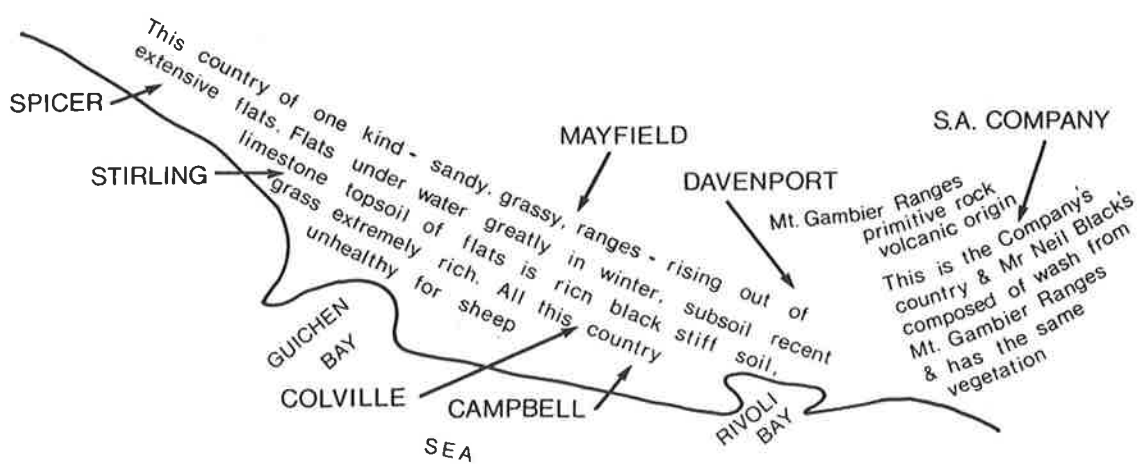 This country of one kind - sandy, grassy, ranges - rising out of
extensive flats. Flats under water greatly in winter, subsoil recent
limestone topsoil of flats is rich black stiff soil,
grass extremely rich. All this country
unhealthy for sheep
SPICER
STIRLING
MAYFIELD
DAVENPORT
S.A. COMPANY
Mt. Gambier Ranges
primitive rock
volcanic origin
This is the Company's
country & Mr Neil Black's
composed of wash from
Mt. Gambier Ranges
& has the same
vegetation
GUICHEN
BAY
COLVILLE
CAMPBELL
RIVOLI
BAY
SEA